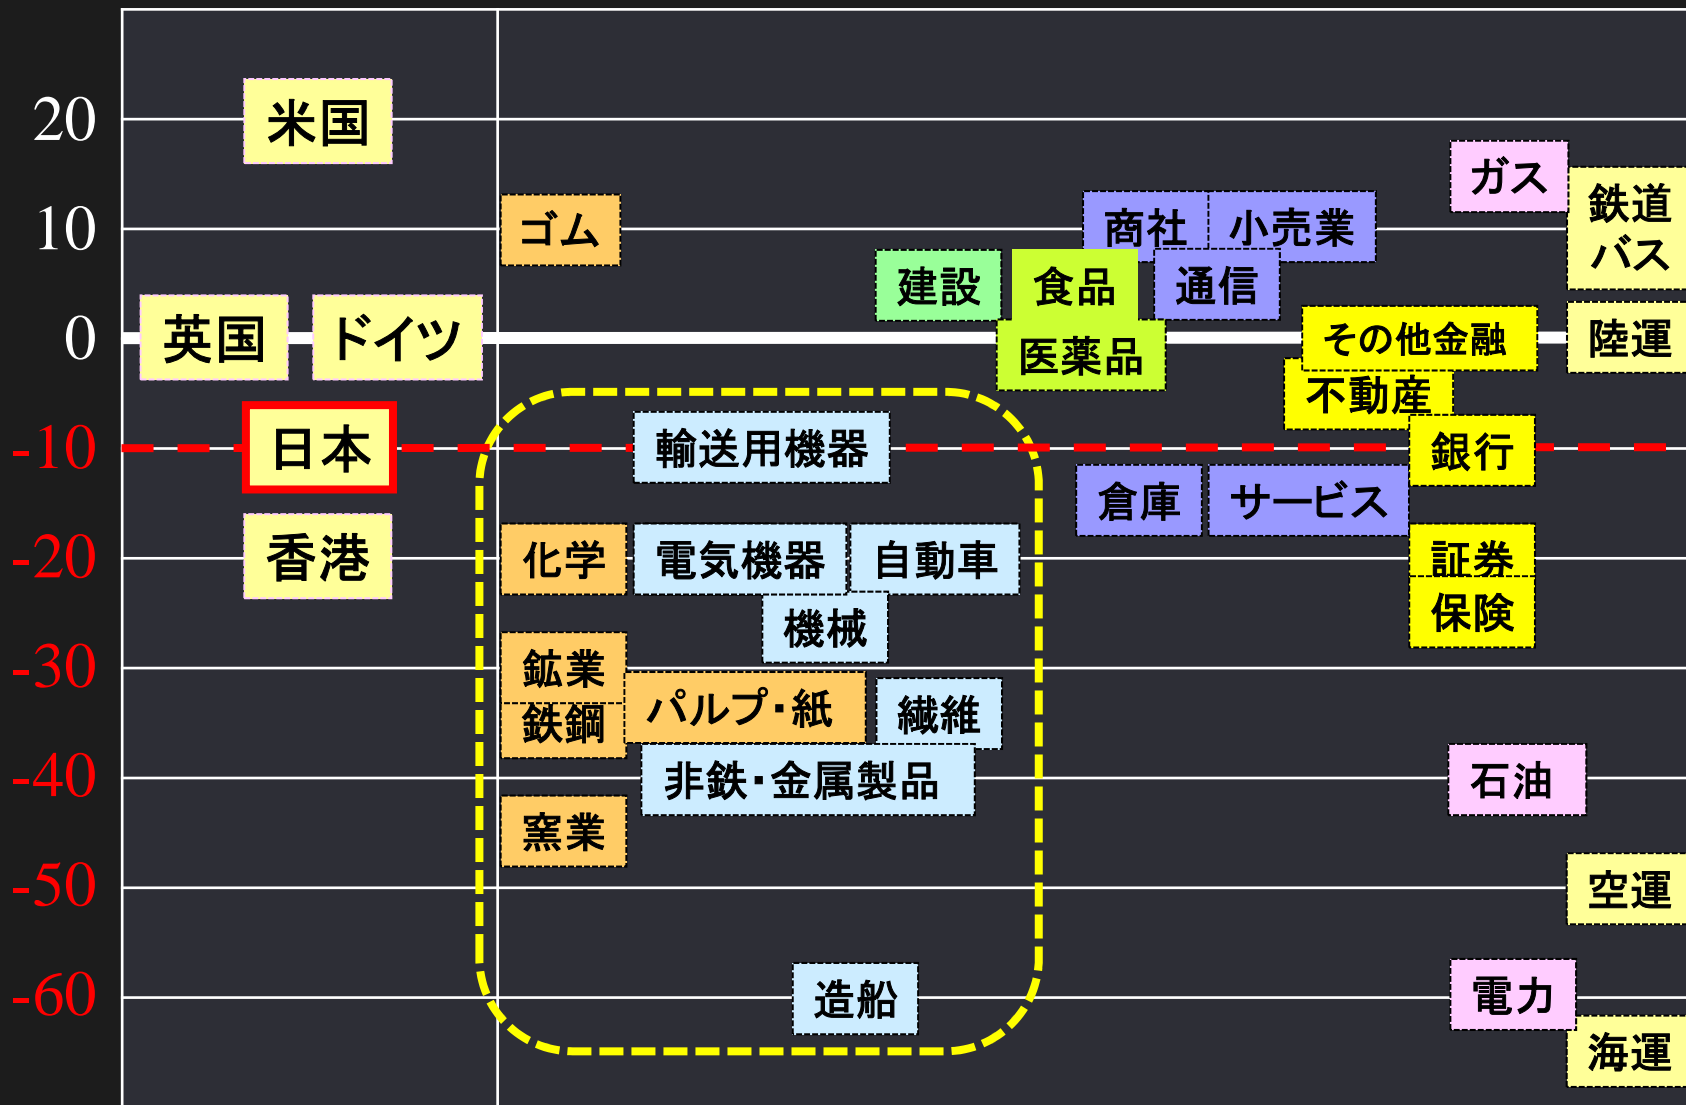 20
10
0
-10
-20
-30
-40
-50
-60
米国
英国
ドイツ
日本
香港
ゴム
商社
小売業
ガス
鉄道
バス
建設
食品
通信
医薬品
その他金融
陸運
不動産
輸送用機器
銀行
倉庫
サービス
化学
電気機器
自動車
証券
機械
保険
鉱業
鉄鋼
パルプ・紙
繊維
非鉄・金属製品
石油
窯業
空運
造船
電力
海運